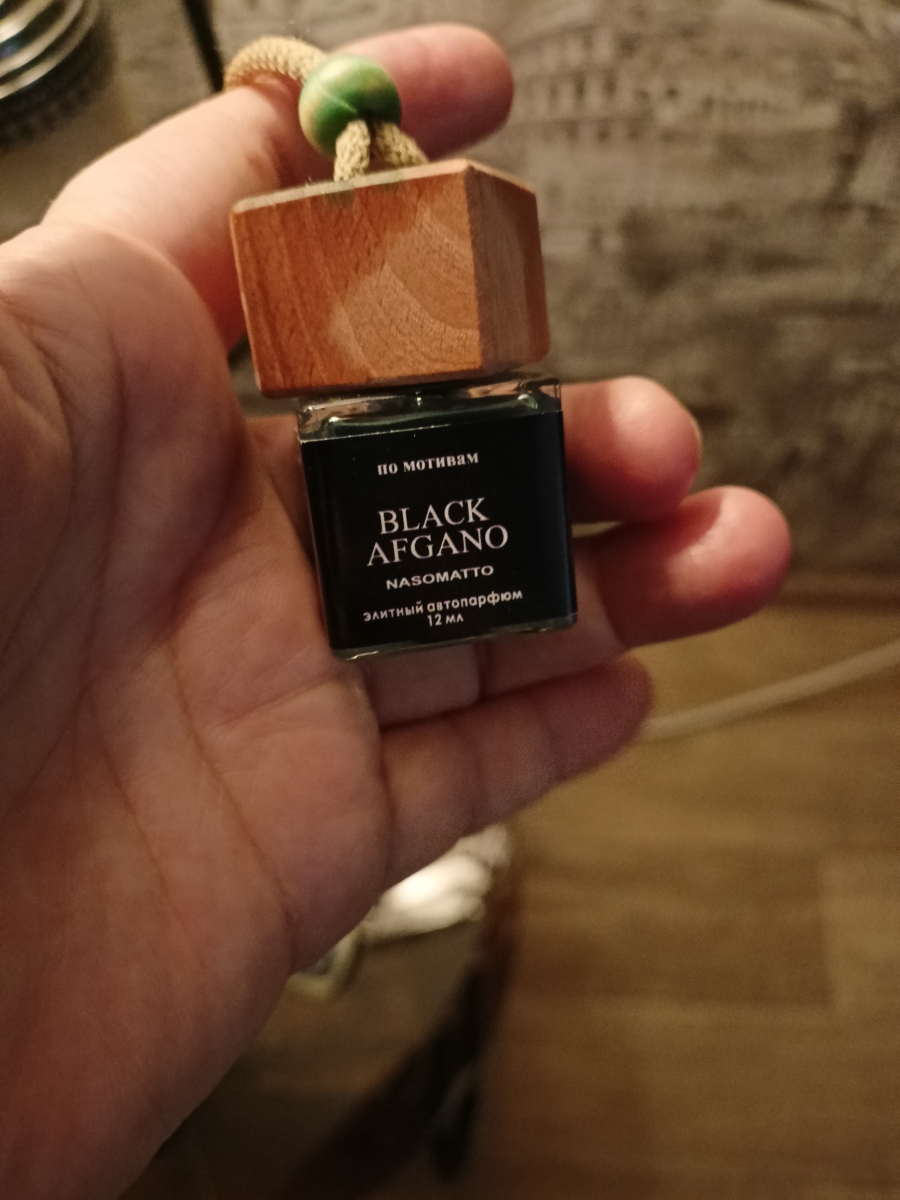 по мотивам
BLACK
AFGANO
NASOMATTO
элитный автопарфюм
12 мл